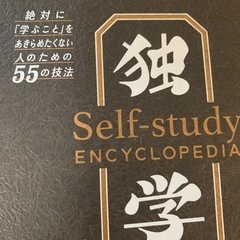 絶対に
「学ぶこと」を
あきらめたくない
人のための
55の技法
独
Self-study
ENCYCLOPEDIA
学